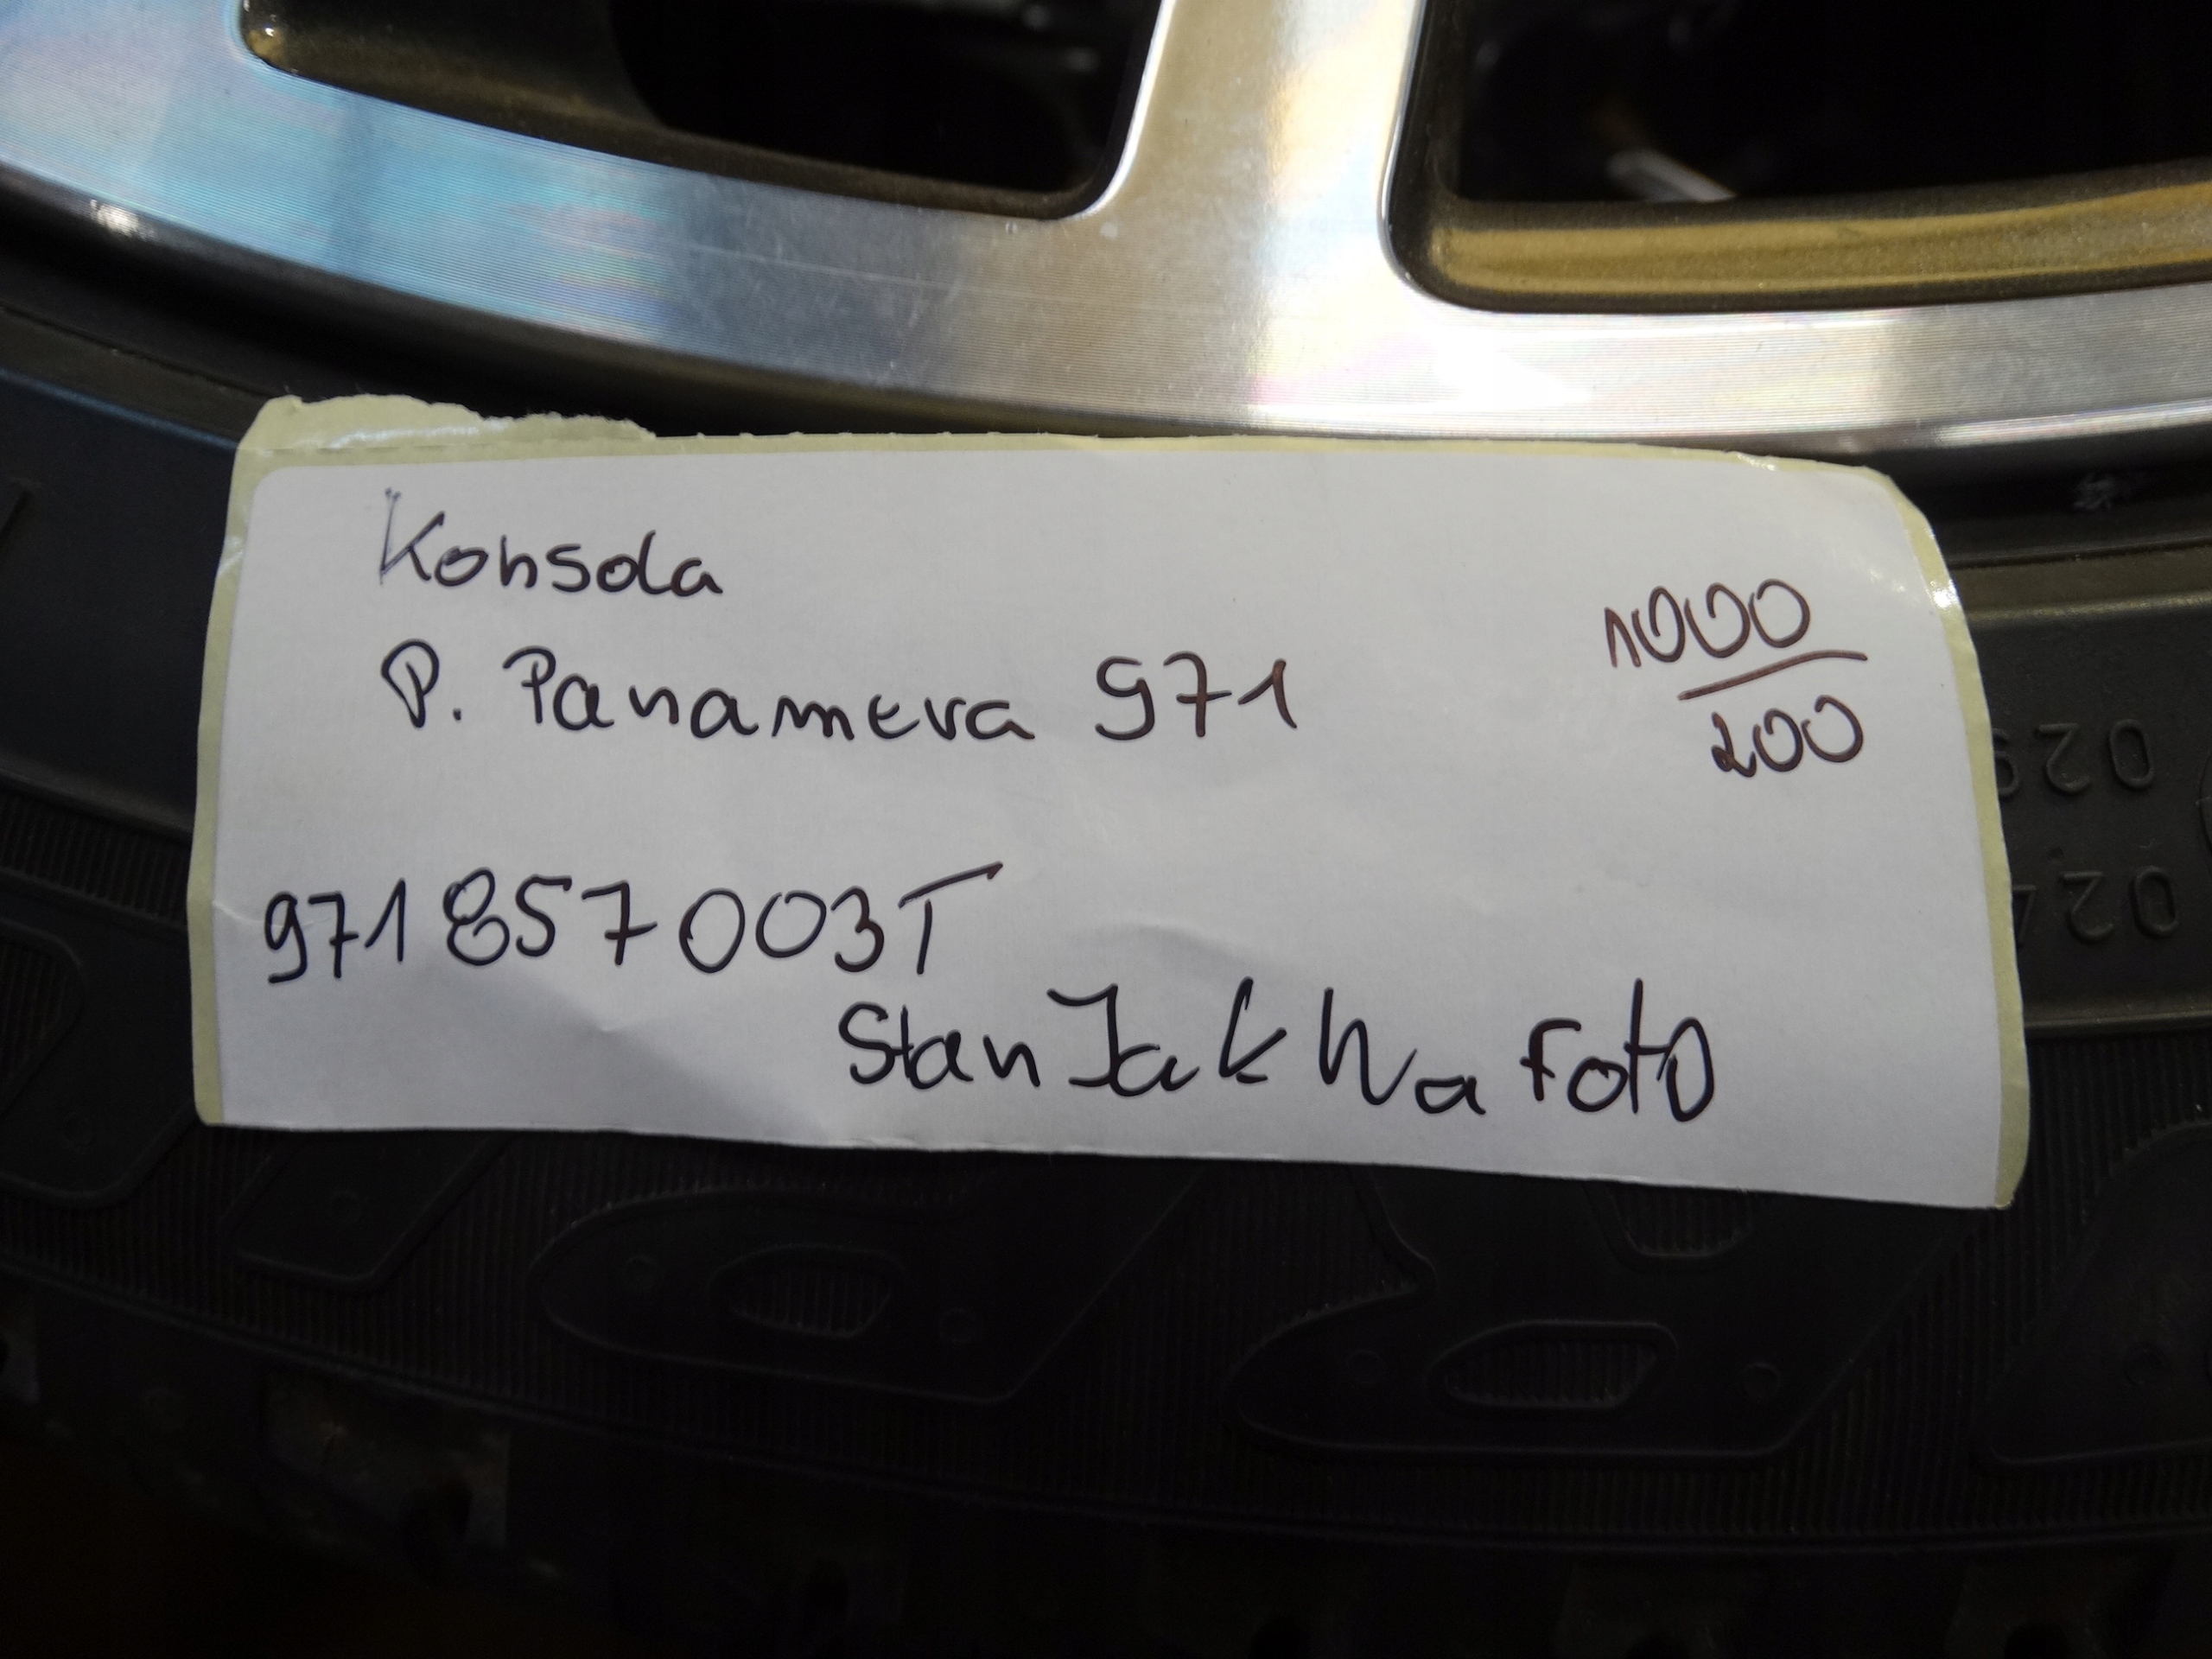 Konsola
P. Panamera 971
1000
200
971857003T
Stan Jak Na Foto